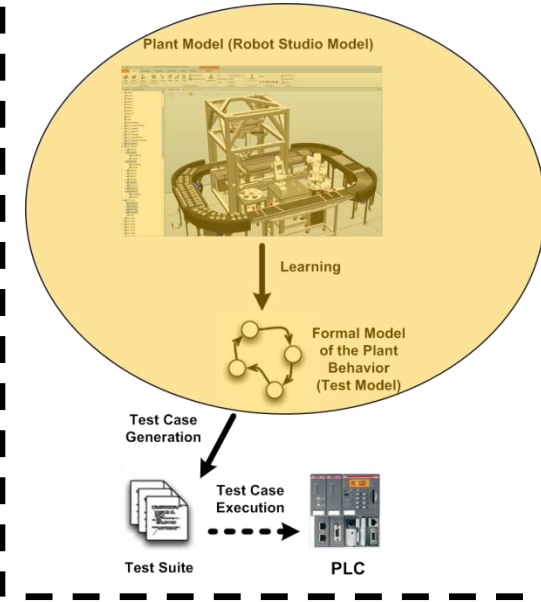 Plant Model (Robot Studio Model)
Learning
Formal Model
of the Plant
Behavior
(Test Model)
Test Case
Generation
Test Case
Execution
Test Suite
PLC